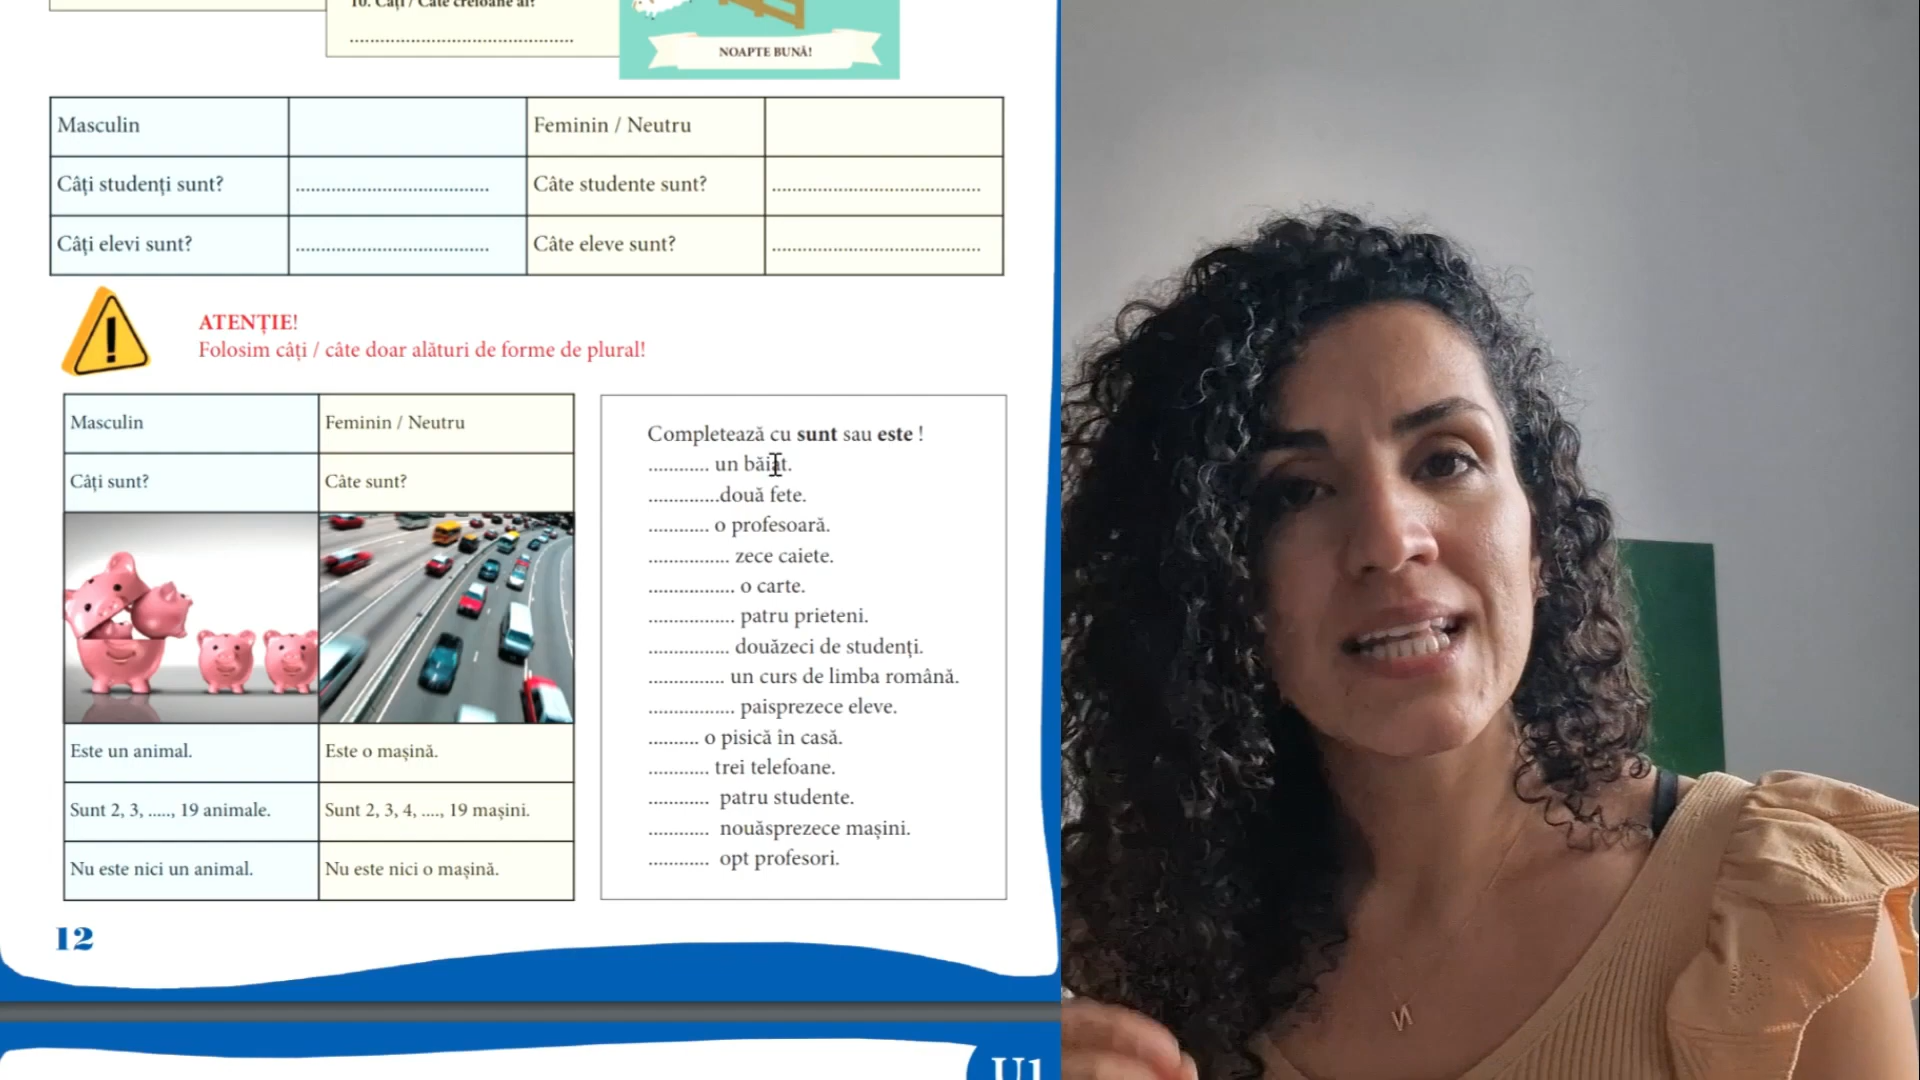 10. Câți / Câte creioane ai?
............................................
NOAPTE BUNĂ!
Masculin
Feminin / Neutru
Câți studenți sunt?
......................................
Câte studente sunt?
.........................................
Câți elevi sunt?
......................................
Câte eleve sunt?
.........................................
ATENȚIE!
Folosim câți / câte doar alături de forme de plural!
Masculin
Feminin / Neutru
Câți sunt?
Câte sunt?
Este un animal.
Este o mașină.
Sunt 2, 3, ....., 19 animale.
Sunt 2, 3, 4, ...., 19 mașini.
Nu este nici un animal.
Nu este nici o mașină.
Completează cu sunt sau este !
............ un băiat.
..............două fete.
............ o profesoară.
................ zece caiete.
................. o carte.
................. patru prieteni.
................ douăzeci de studenți.
............... un curs de limba română.
................. paisprezece eleve.
.......... o pisică în casă.
............ trei telefoane.
............ patru studente.
............ nouăsprezece mașini.
............ opt profesori.
12
U1